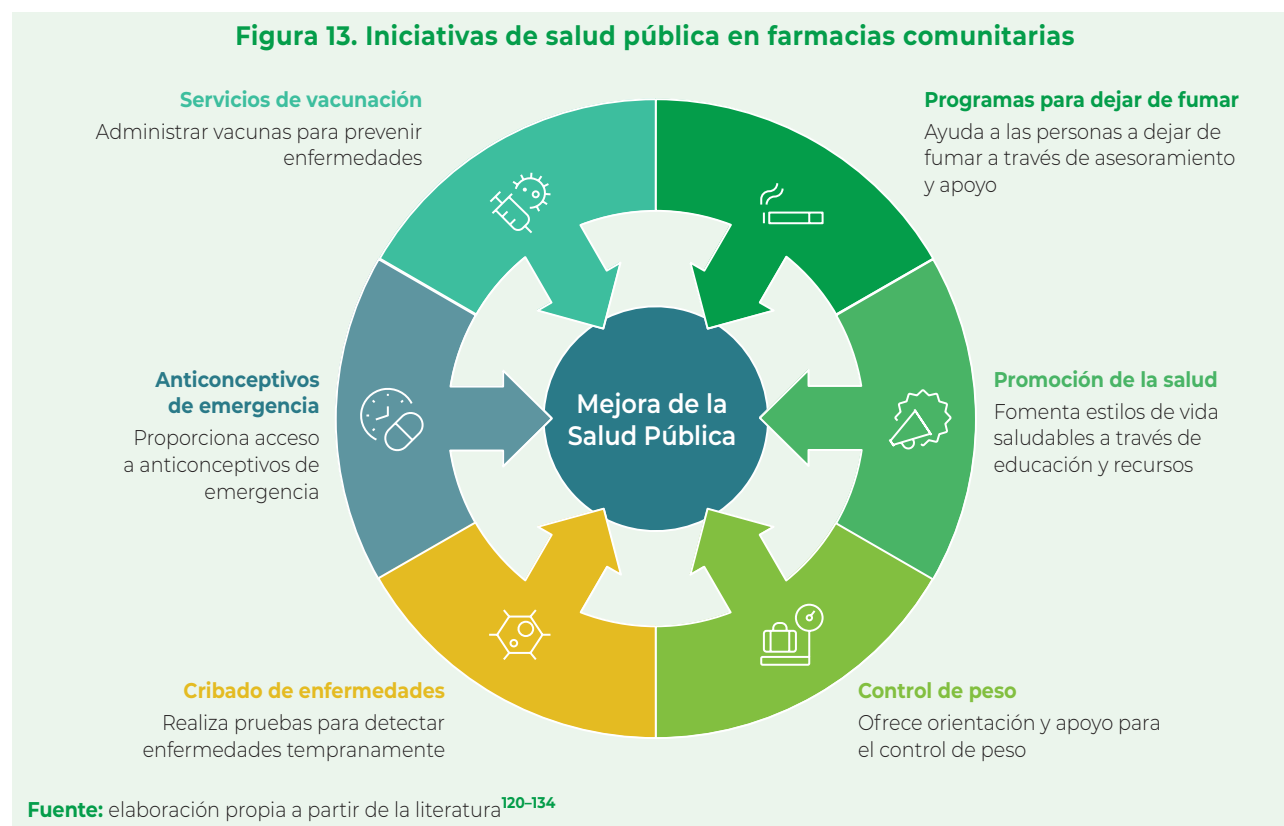 Figura 13. Iniciativas de salud pública en farmacias comunitarias
Servicios de vacunación
Administrar vacunas para prevenir
enfermedades
Programas para dejar de fumar
Ayuda a las personas a dejar de
fumar a través de asesoramiento
y apoyo
Anticonceptivos
de emergencia
Proporciona acceso
a anticonceptivos de
emergencia
Mejora de la
Salud Pública
Promoción de la salud
Fomenta estilos de vida
saludables a través de
educación y recursos
Cribado de enfermedades
Realiza pruebas para detectar
enfermedades tempranamente
Control de peso
Ofrece orientación y apoyo para
el control de peso
Fuente: elaboración propia a partir de la literatura120–134